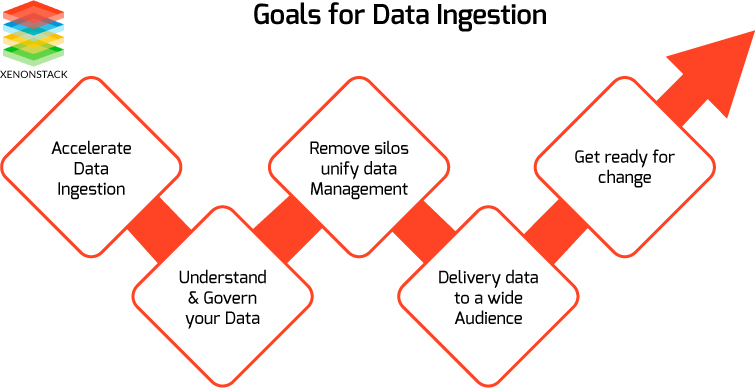 Goals for Data Ingestion
XENONSTACK
Accelerate
Data
Ingestion
Understand
& Govern
your Data
Remove silos
unify data
Management
Delivery data
to a wide
Audience
Get ready for
change